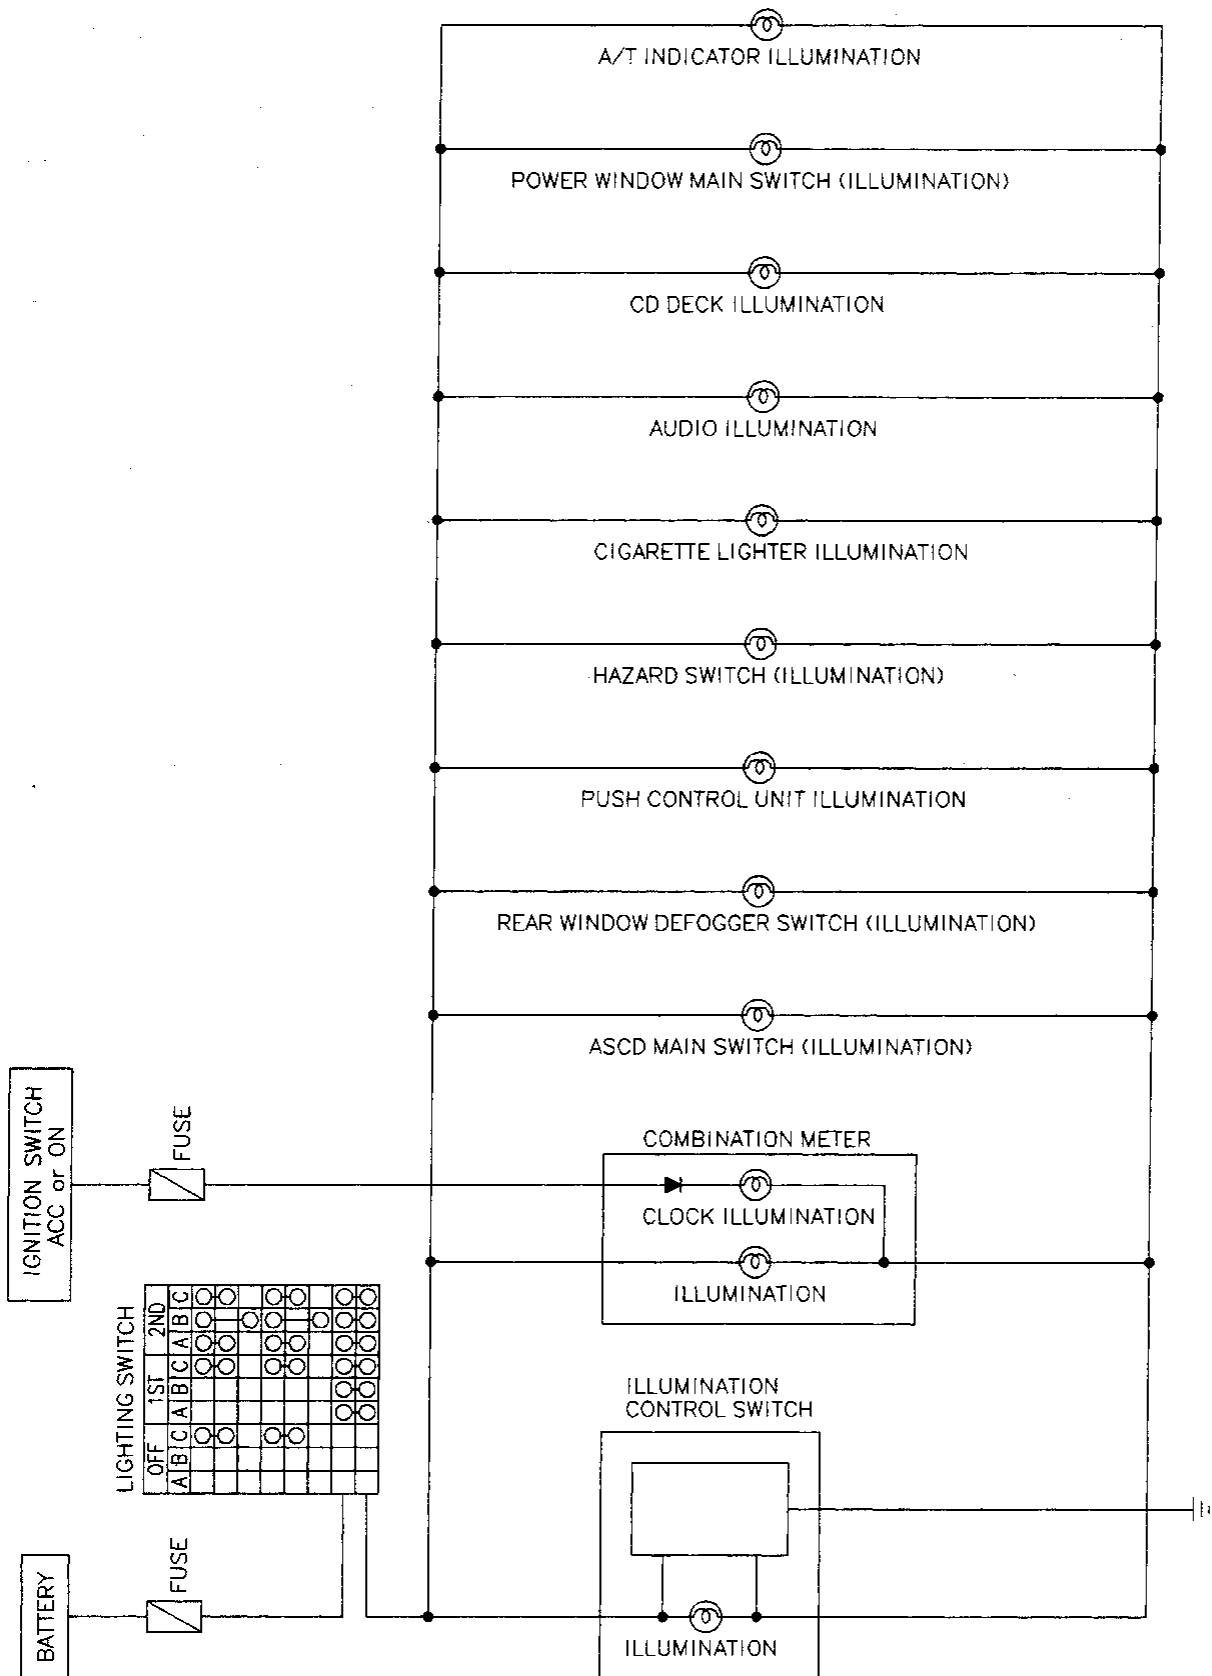 A/T INDICATOR ILLUMINATION
POWER WINDOW MAIN SWITCH (ILLUMINATION)
CD DECK ILLUMINATION
AUDIO ILLUMINATION
CIGARETTE LIGHTER ILLUMINATION
HAZARD SWITCH (ILLUMINATION)
PUSH CONTROL UNIT ILLUMINATION
REAR WINDOW DEFOGGER SWITCH (ILLUMINATION)
ASCD MAIN SWITCH (ILLUMINATION)
IGNITION SWITCH
ACC or ON
FUSE
COMBINATION METER
CLOCK ILLUMINATION
ILLUMINATION
LIGHTING SWITCH
OFF 1ST 2ND
A B C A B C A B C
ILLUMINATION
CONTROL SWITCH
BATTERY
FUSE
ILLUMINATION